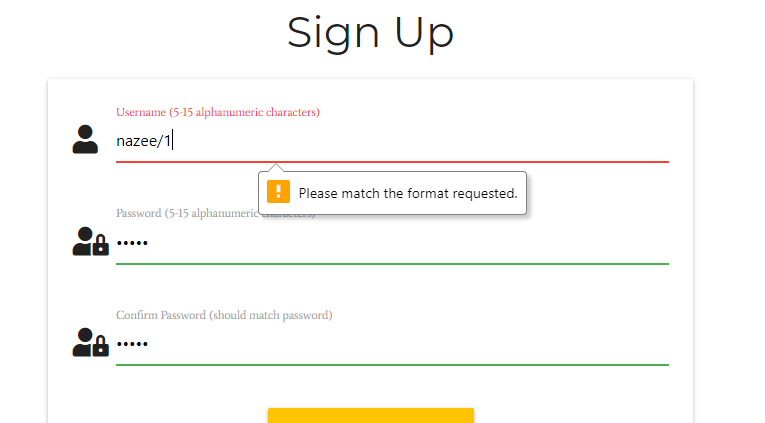 Sign Up
Username (5-15 alphanumeric characters)
nazee/1
Please match the format requested.
Password (5-15 alphanumeric characters)
•••••
Confirm Password (should match password)
•••••